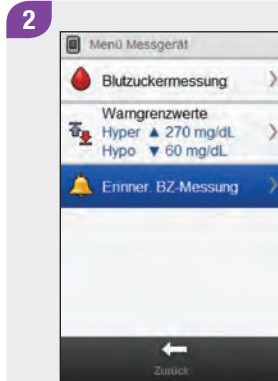 2
Menü Messgerät
Blutzuckermessung
Warngrenzwerte
Hyper ▲ 270 mg/dL
Hypo ▼ 60 mg/dL
Erinner. BZ-Messung
Zurück